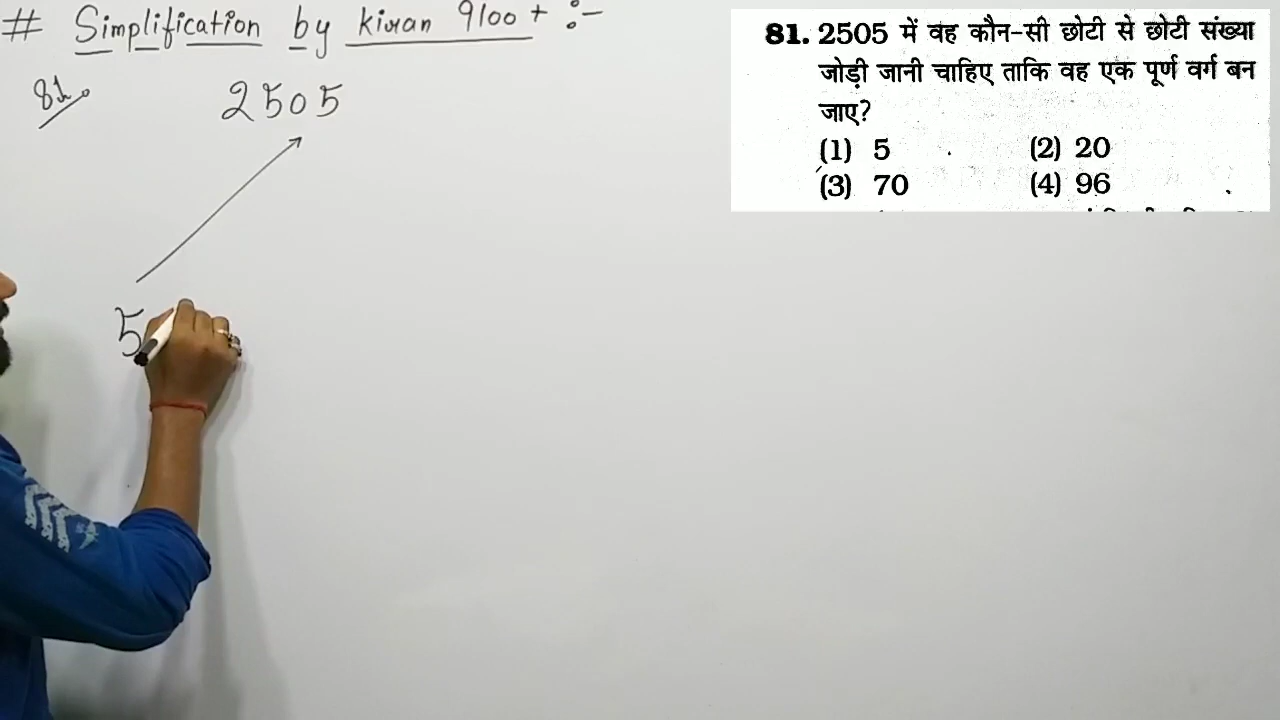 # Simplification by kiran 9100 + :-
81.
2505
5
81. 2505 में वह कौन-सी छोटी से छोटी संख्या
जोड़ी जानी चाहिए ताकि वह एक पूर्ण वर्ग बन
जाए?
(1) 5 (2) 20
(3) 70 (4) 96